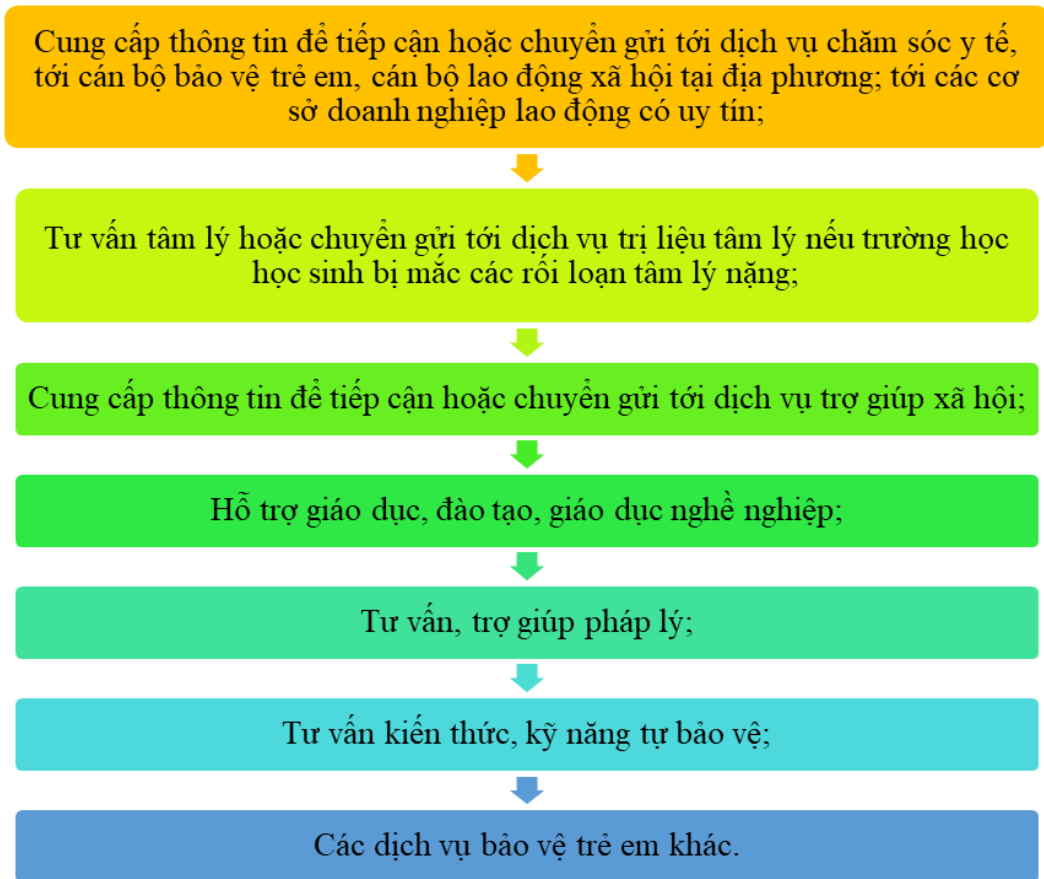 Cung cấp thông tin để tiếp cận hoặc chuyển gửi tới dịch vụ chăm sóc y tế,
tới cán bộ bảo vệ trẻ em, cán bộ lao động xã hội tại địa phương; tới các cơ
sở doanh nghiệp lao động có uy tín;
Tư vấn tâm lý hoặc chuyển gửi tới dịch vụ trị liệu tâm lý nếu trường học
học sinh bị mắc các rối loạn tâm lý nặng;
Cung cấp thông tin để tiếp cận hoặc chuyển gửi tới dịch vụ trợ giúp xã hội;
Hỗ trợ giáo dục, đào tạo, giáo dục nghề nghiệp;
Tư vấn, trợ giúp pháp lý;
Tư vấn kiến thức, kỹ năng tự bảo vệ;
Các dịch vụ bảo vệ trẻ em khác.